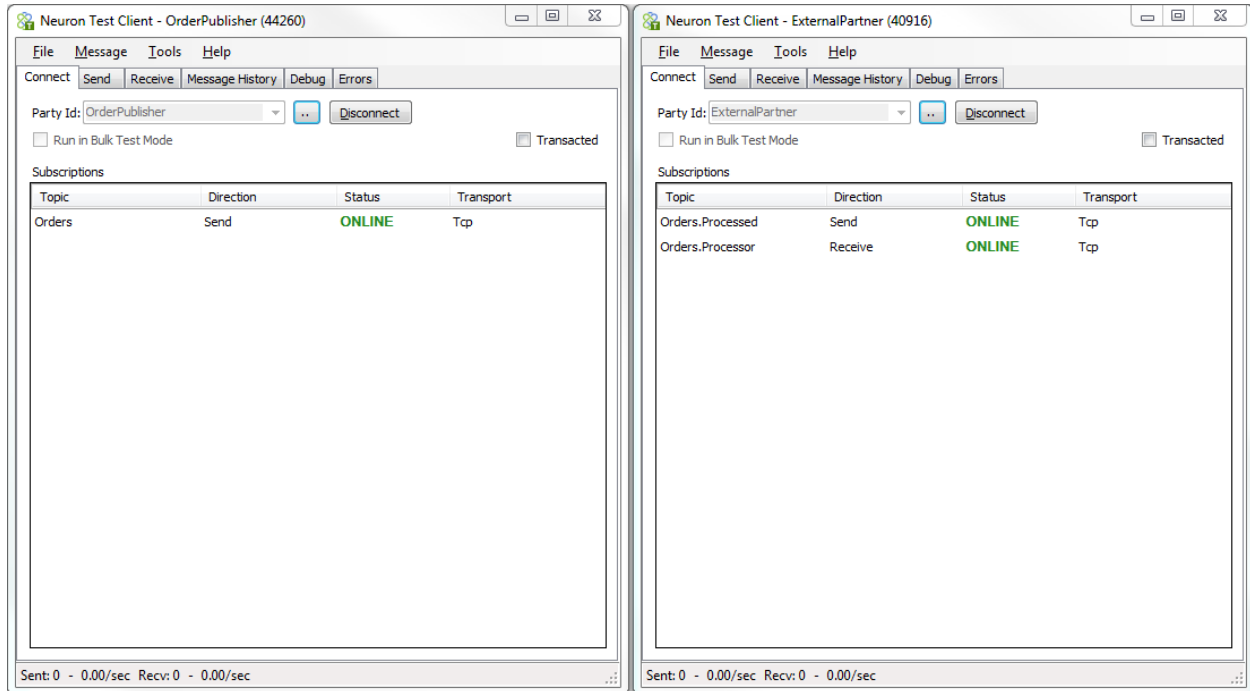 Neuron Test Client - OrderPublisher (44260)
File Message Tools Help
Connect Send Receive Message History Debug Errors
Party Id: OrderPublisher .. Disconnect
Run in Bulk Test Mode Transacted
Subscriptions
Topic Direction Status Transport
Orders Send ONLINE Tcp
Sent: 0 - 0.00/sec Recv: 0 - 0.00/sec
Neuron Test Client - ExternalPartner (40916)
File Message Tools Help
Connect Send Receive Message History Debug Errors
Party Id: ExternalPartner .. Disconnect
Run in Bulk Test Mode Transacted
Subscriptions
Topic Direction Status Transport
Orders.Processed Send ONLINE Tcp
Orders.Processor Receive ONLINE Tcp
Sent: 0 - 0.00/sec Recv: 0 - 0.00/sec